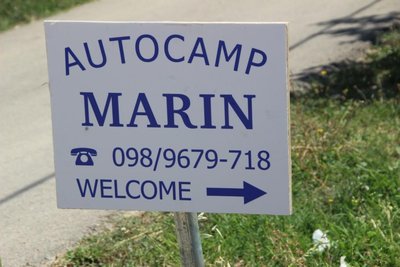 AUTOCAMP
MARIN
☎ 098/9679-718
WELCOME →